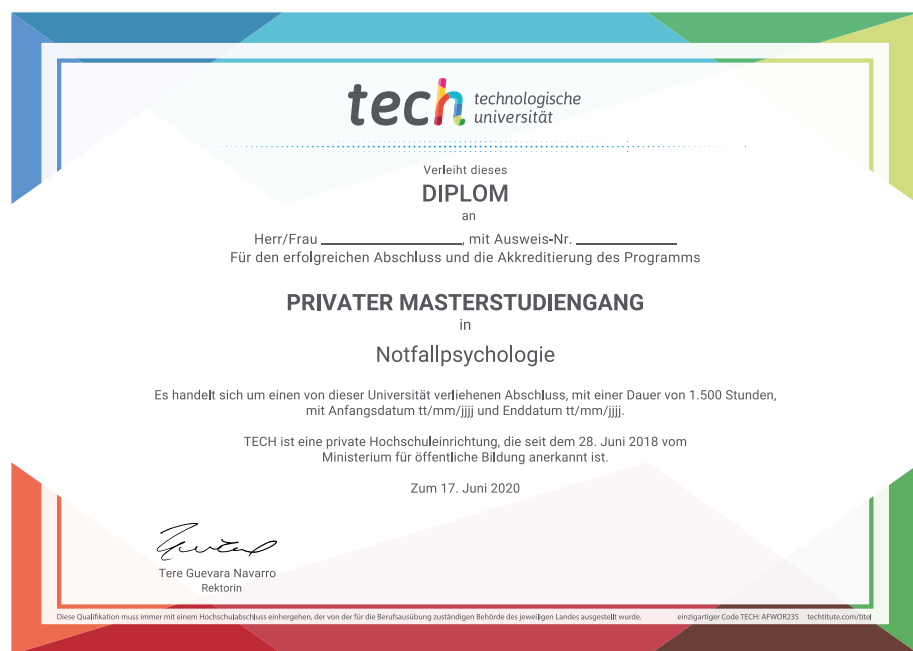 tech technologische
universität
Verleiht dieses
DIPLOM
an
Herr/Frau ____________, mit Ausweis-Nr. ____________
Für den erfolgreichen Abschluss und die Akkreditierung des Programms
PRIVATER MASTERSTUDIENGANG
in
Notfallpsychologie
Es handelt sich um einen von dieser Universität verliehenen Abschluss, mit einer Dauer von 1.500 Stunden,
mit Anfangsdatum tt/mm/jjjj und Enddatum tt/mm/jjjj.
TECH ist eine private Hochschuleinrichtung, die seit dem 28. Juni 2018 vom
Ministerium für öffentliche Bildung anerkannt ist.
Zum 17. Juni 2020
Tere Guevara Navarro
Rektorin
Diese Qualifikation muss immer mit einem Hochschulabschluss einhergehen, der von der für die Berufsausübung zuständigen Behörde des jeweiligen Landes ausgestellt wurde. einzigartiger Code TECH: AFWOR23S techtitute.com/titel